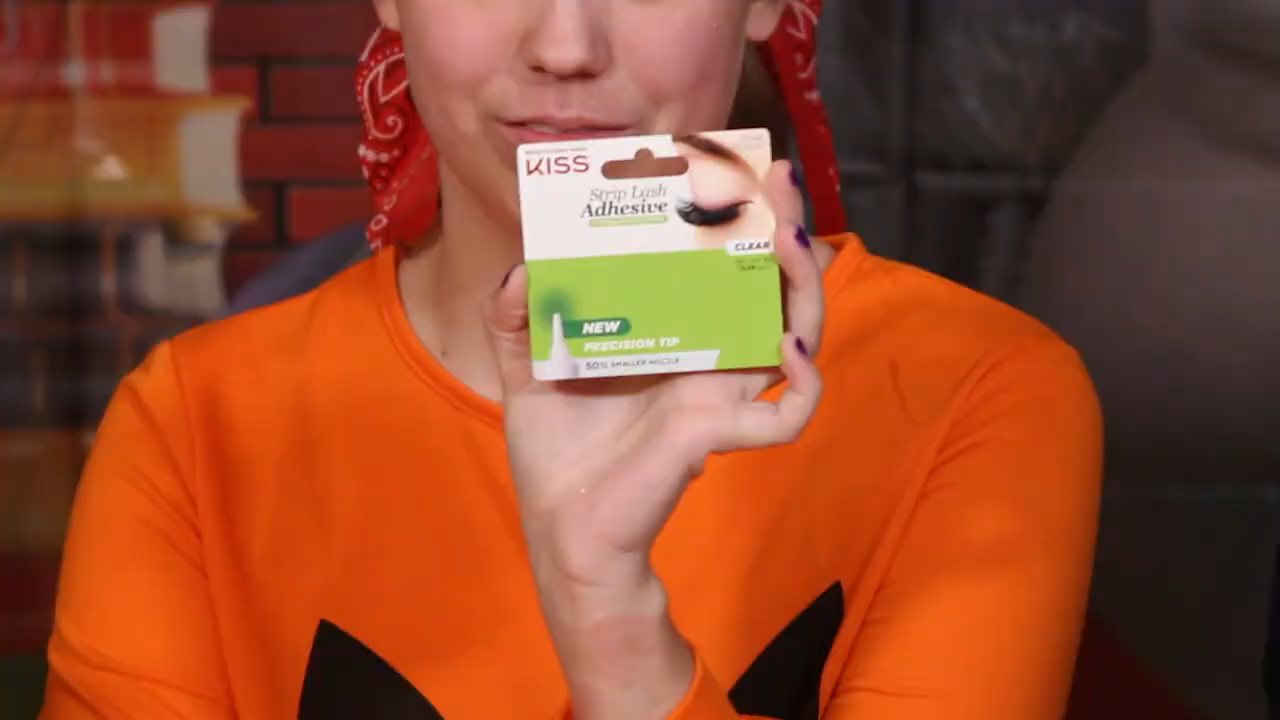 KISS
Strip Lash
Adhesive
CLEAR
NEW
PRECISION TIP
50% SMALLER NOZZLE